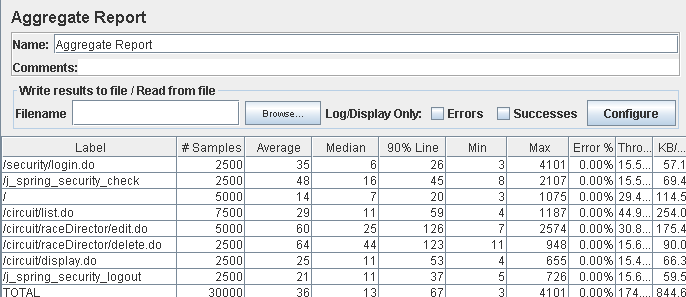 Aggregate Report
Name: Aggregate Report
Comments:
Write results to file / Read from file
Filename Browse... Log/Display Only: Errors Successes Configure
Label # Samples Average Median 90% Line Min Max Error % Thro... KB/...
/security/login.do 2500 35 6 26 3 4101 0.00% 15.5... 57.1
/j_spring_security_check 2500 48 16 45 8 2107 0.00% 15.5... 69.4
/ 5000 14 7 20 3 1075 0.00% 29.4... 114.5
/circuit/list.do 7500 29 11 59 4 1187 0.00% 44.9... 254.0
/circuit/raceDirector/edit.do 5000 60 25 126 7 2574 0.00% 30.8... 175.4
/circuit/raceDirector/delete.do 2500 64 44 123 11 948 0.00% 15.6... 90.0
/circuit/display.do 2500 25 11 53 4 655 0.00% 15.4... 66.3
/j_spring_security_logout 2500 21 11 37 5 726 0.00% 15.6... 59.5
TOTAL 30000 36 13 67 3 4101 0.00% 174... 844.6